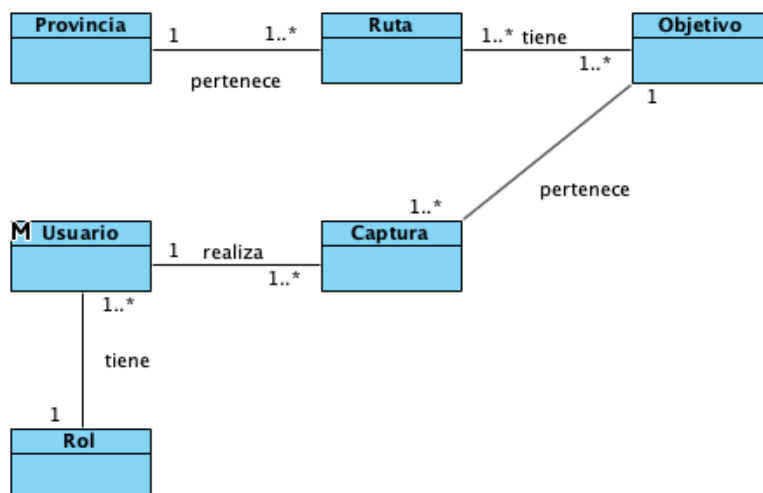 Provincia
1
1..*
pertenece
Ruta
1..*
tiene
1..*
Objetivo
1
pertenece
1..*
M
Usuario
1
realiza
1..*
Captura
1..*
tiene
1
Rol